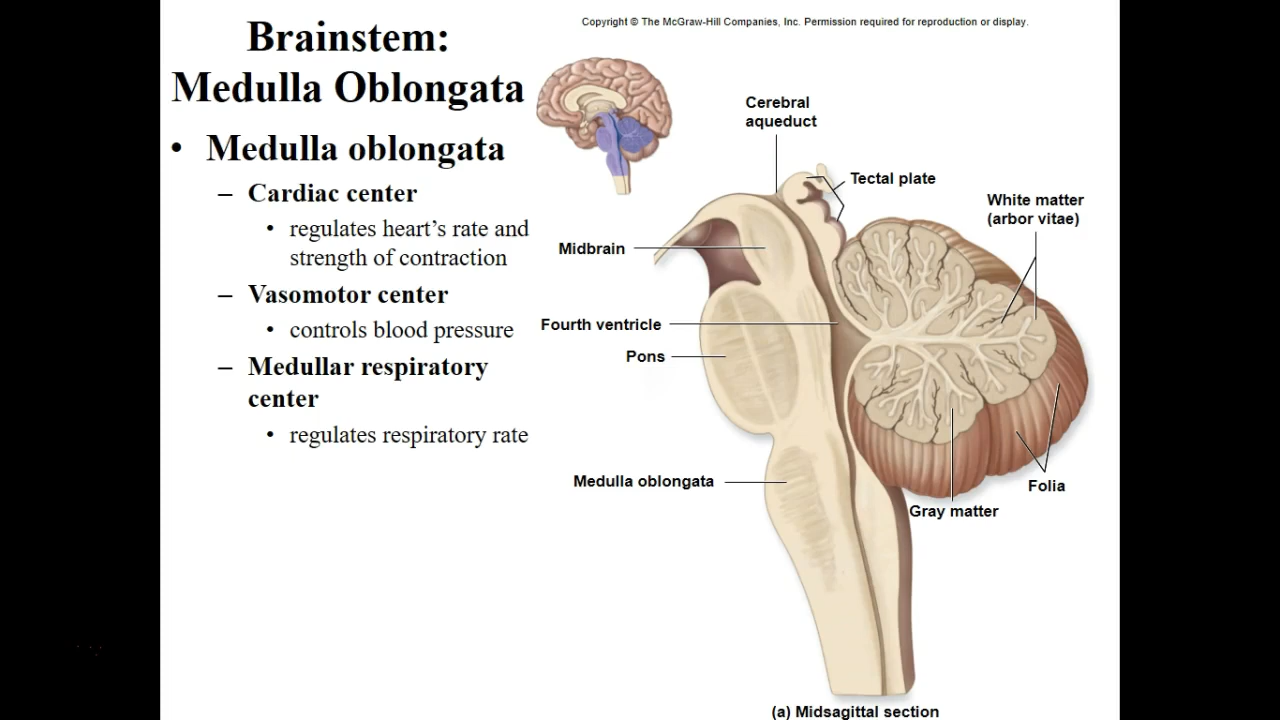 Copyright © The McGraw-Hill Companies, Inc. Permission required for reproduction or display.
Brainstem:
Medulla Oblongata
• Medulla oblongata
– Cardiac center
• regulates heart’s rate and
strength of contraction
– Vasomotor center
• controls blood pressure
– Medullar respiratory
center
• regulates respiratory rate
Cerebral
aqueduct
Tectal plate
White matter
(arbor vitae)
Midbrain
Fourth ventricle
Pons
Medulla oblongata
Folia
Gray matter
(a) Midsagittal section